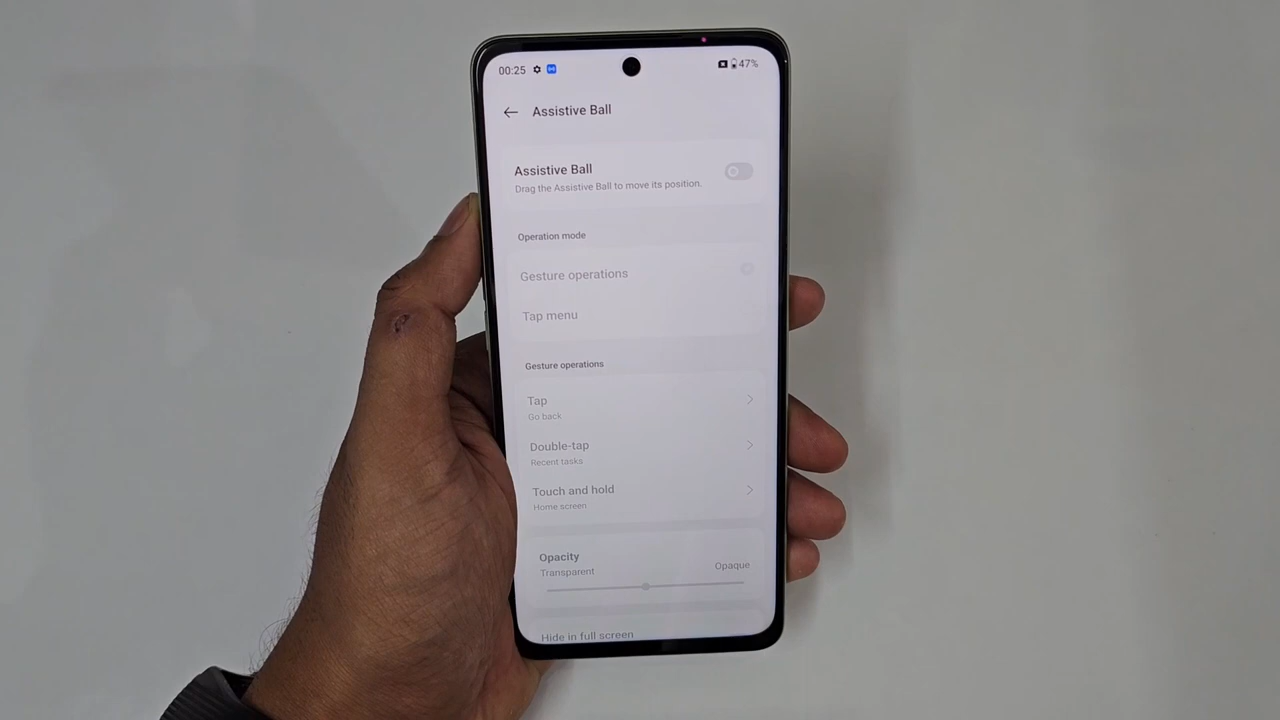 00:25 47%
Assistive Ball
Assistive Ball
Drag the Assistive Ball to move its position.
Operation mode
Gesture operations
Tap menu
Gesture operations
Tap
Go back
Double-tap
Recent tasks
Touch and hold
Home screen
Opacity
Transparent Opaque
Hide in full screen